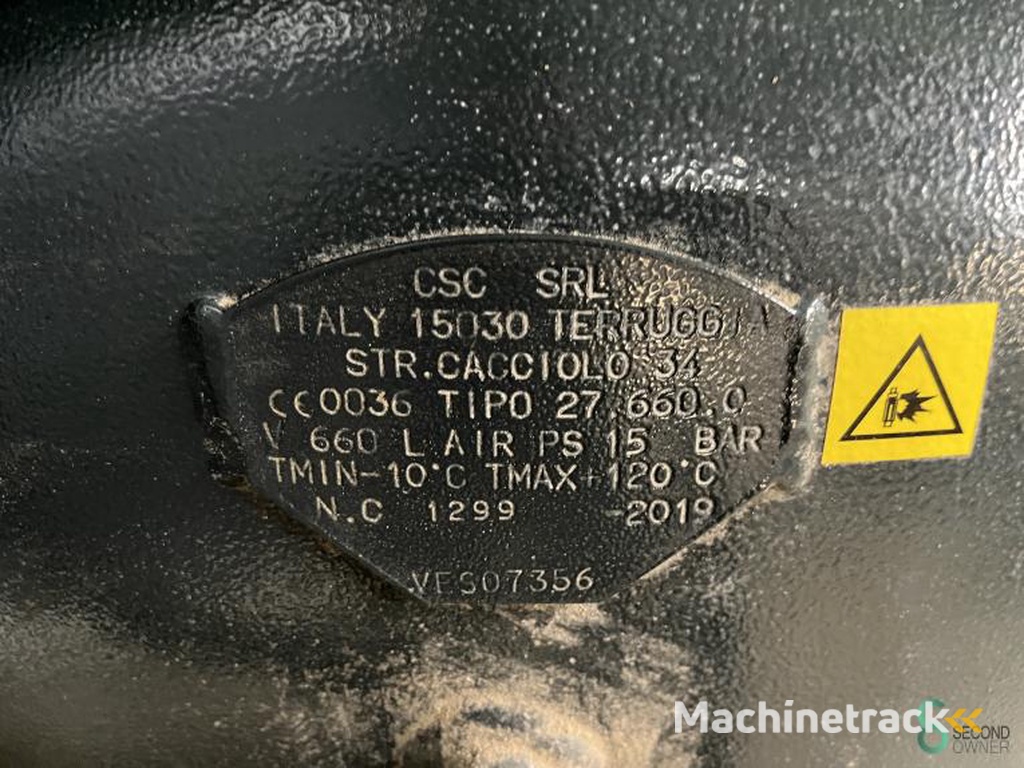 CSC SRL
ITALY 15030 TERRUGGIA
STR.CACCIOLO 34
CE0036 TIPO 27.660.0
V 660 L AIR PS 15 BAR
TMIN-10°C TMAX+120°C
N.C 1299 -2019
VES07356
Machinetrack
SECOND
OWNER